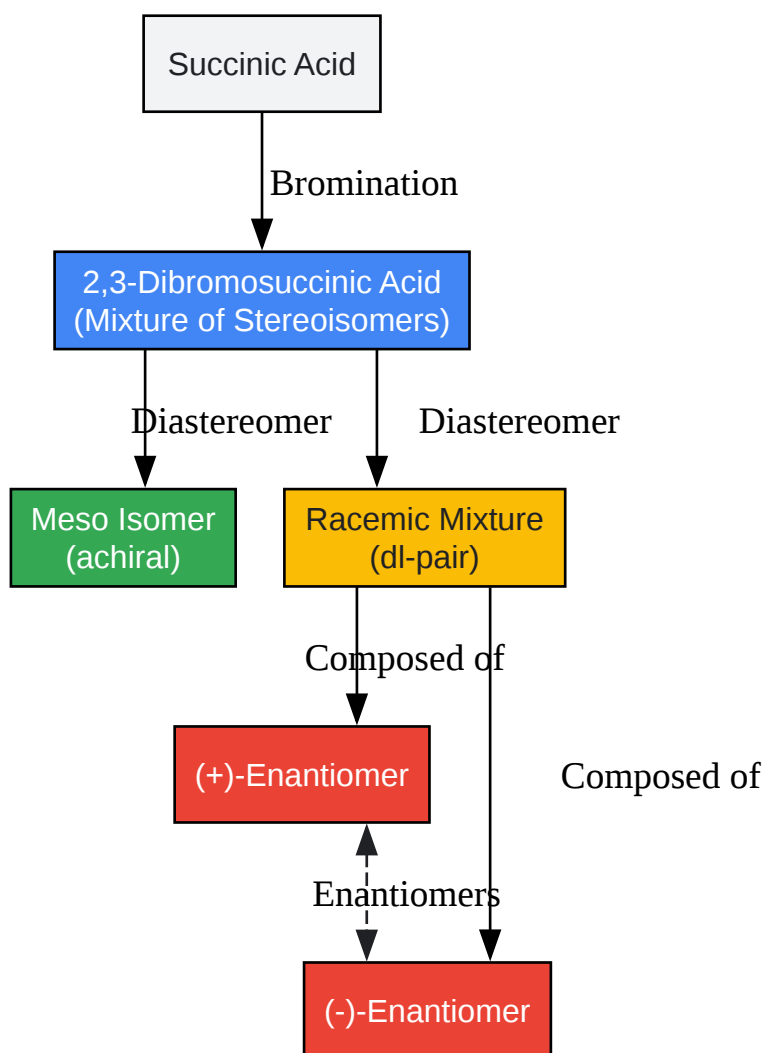 Succinic Acid
Bromination
2,3-Dibromosuccinic Acid
(Mixture of Stereoisomers)
Diastereomer
Diastereomer
Meso Isomer
(achiral)
Racemic Mixture
(dl-pair)
Composed of
(+)-Enantiomer
Composed of
Enantiomers
(-)-Enantiomer